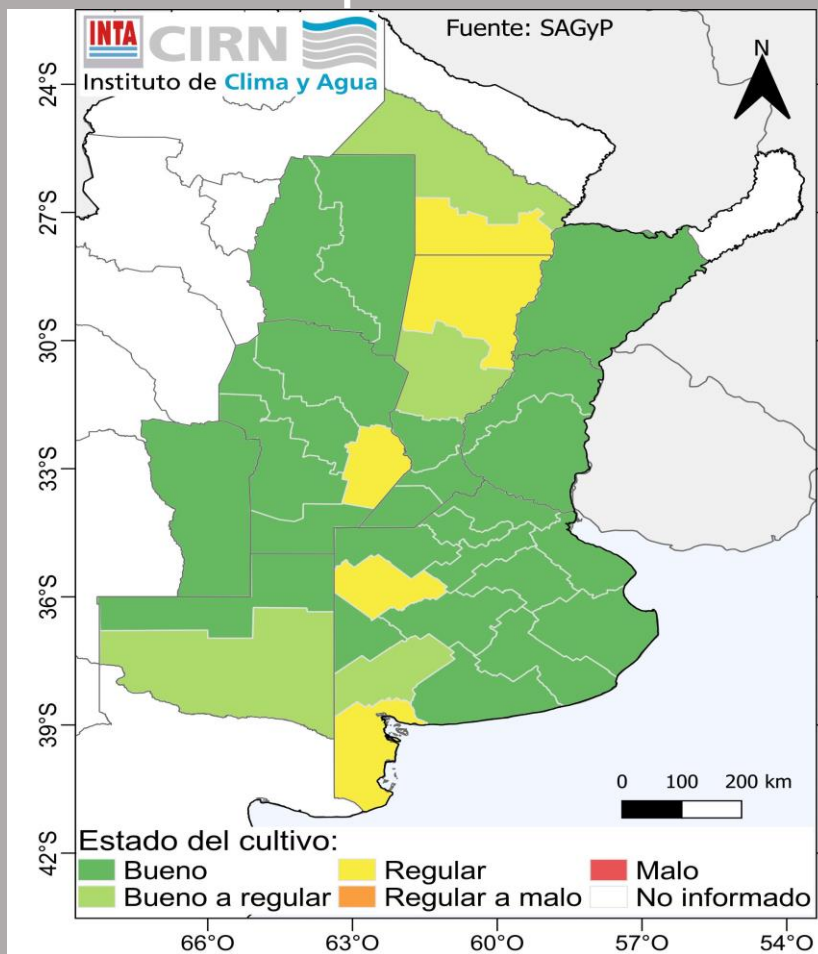 INTA CIRN
Instituto de Clima y Agua
Fuente: SAGyP
N
24°S
27°S
30°S
33°S
36°S
39°S
42°S
0 100 200 km
Estado del cultivo:
Bueno Regular Malo
Bueno a regular Regular a malo No informado
66°O 63°O 60°O 57°O 54°O